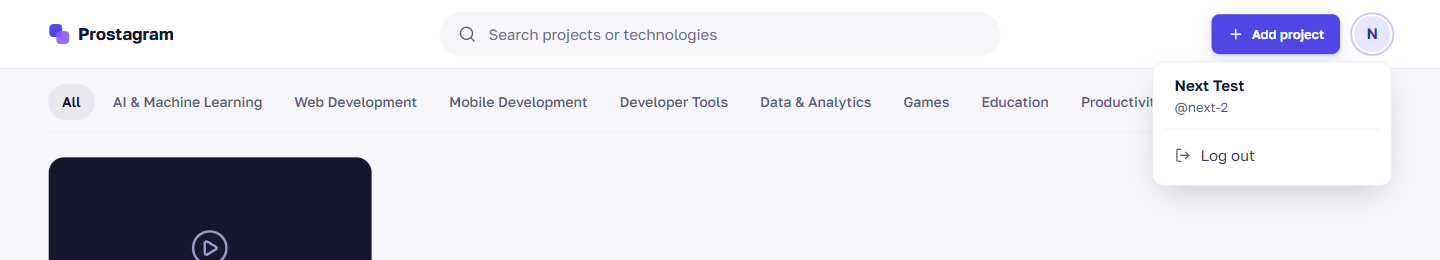 Prostagram
Search projects or technologies
Add project
N
All
AI & Machine Learning
Web Development
Mobile Development
Developer Tools
Data & Analytics
Games
Education
Next Test
@next-2
Log out